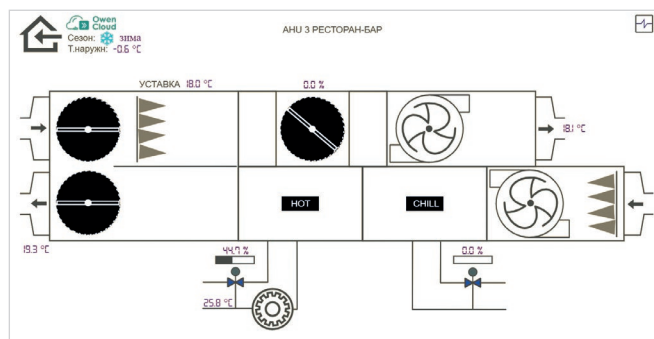 Owen
Cloud
Сезон: зима
Т.наружн: -0.6 °C
AHU 3 РЕСТОРАН-БАР
УСТАВКА 18.0 °C
0.0 %
18.1 °C
HOT
CHILL
19.3 °C
44.7 %
0.0 %
25.8 °C